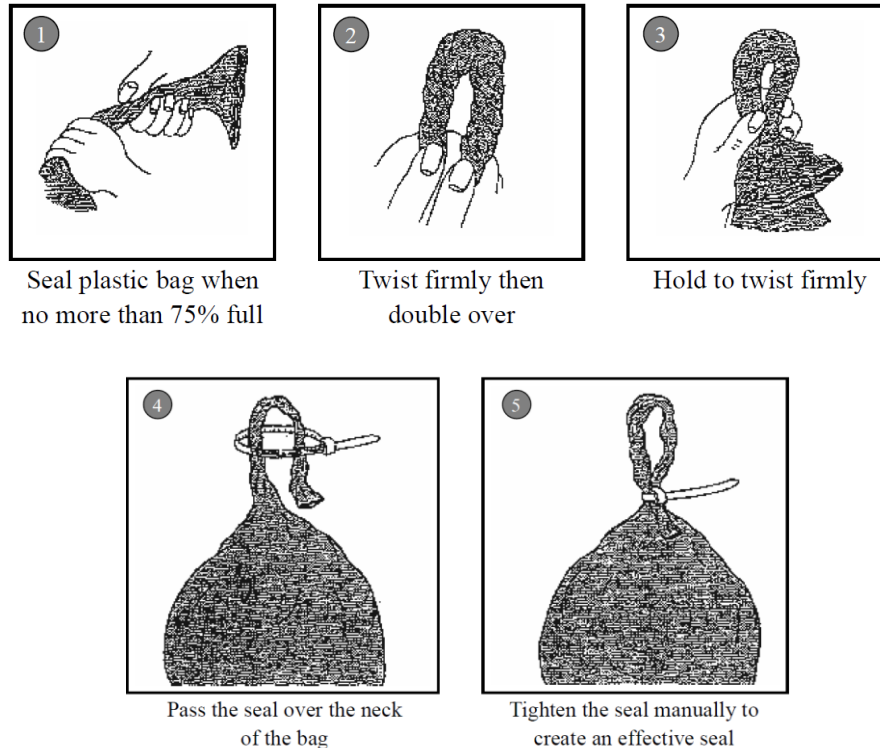 1
2
3
Seal plastic bag when
no more than 75% full
Twist firmly then
double over
Hold to twist firmly
4
5
Pass the seal over the neck
of the bag
Tighten the seal manually to
create an effective seal